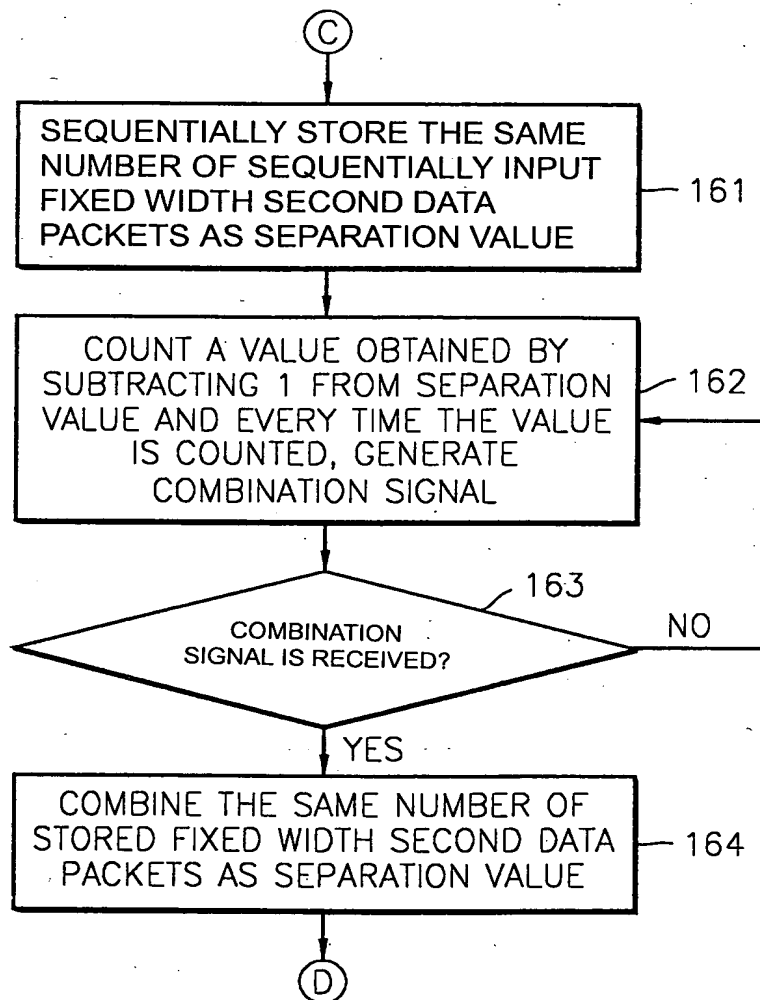 C
SEQUENTIALLY STORE THE SAME
NUMBER OF SEQUENTIALLY INPUT
FIXED WIDTH SECOND DATA
PACKETS AS SEPARATION VALUE
161
COUNT A VALUE OBTAINED BY
SUBTRACTING 1 FROM SEPARATION
VALUE AND EVERY TIME THE VALUE
IS COUNTED, GENERATE
COMBINATION SIGNAL
162
163
COMBINATION
SIGNAL IS RECEIVED?
NO
YES
COMBINE THE SAME NUMBER OF
STORED FIXED WIDTH SECOND DATA
PACKETS AS SEPARATION VALUE
164
D